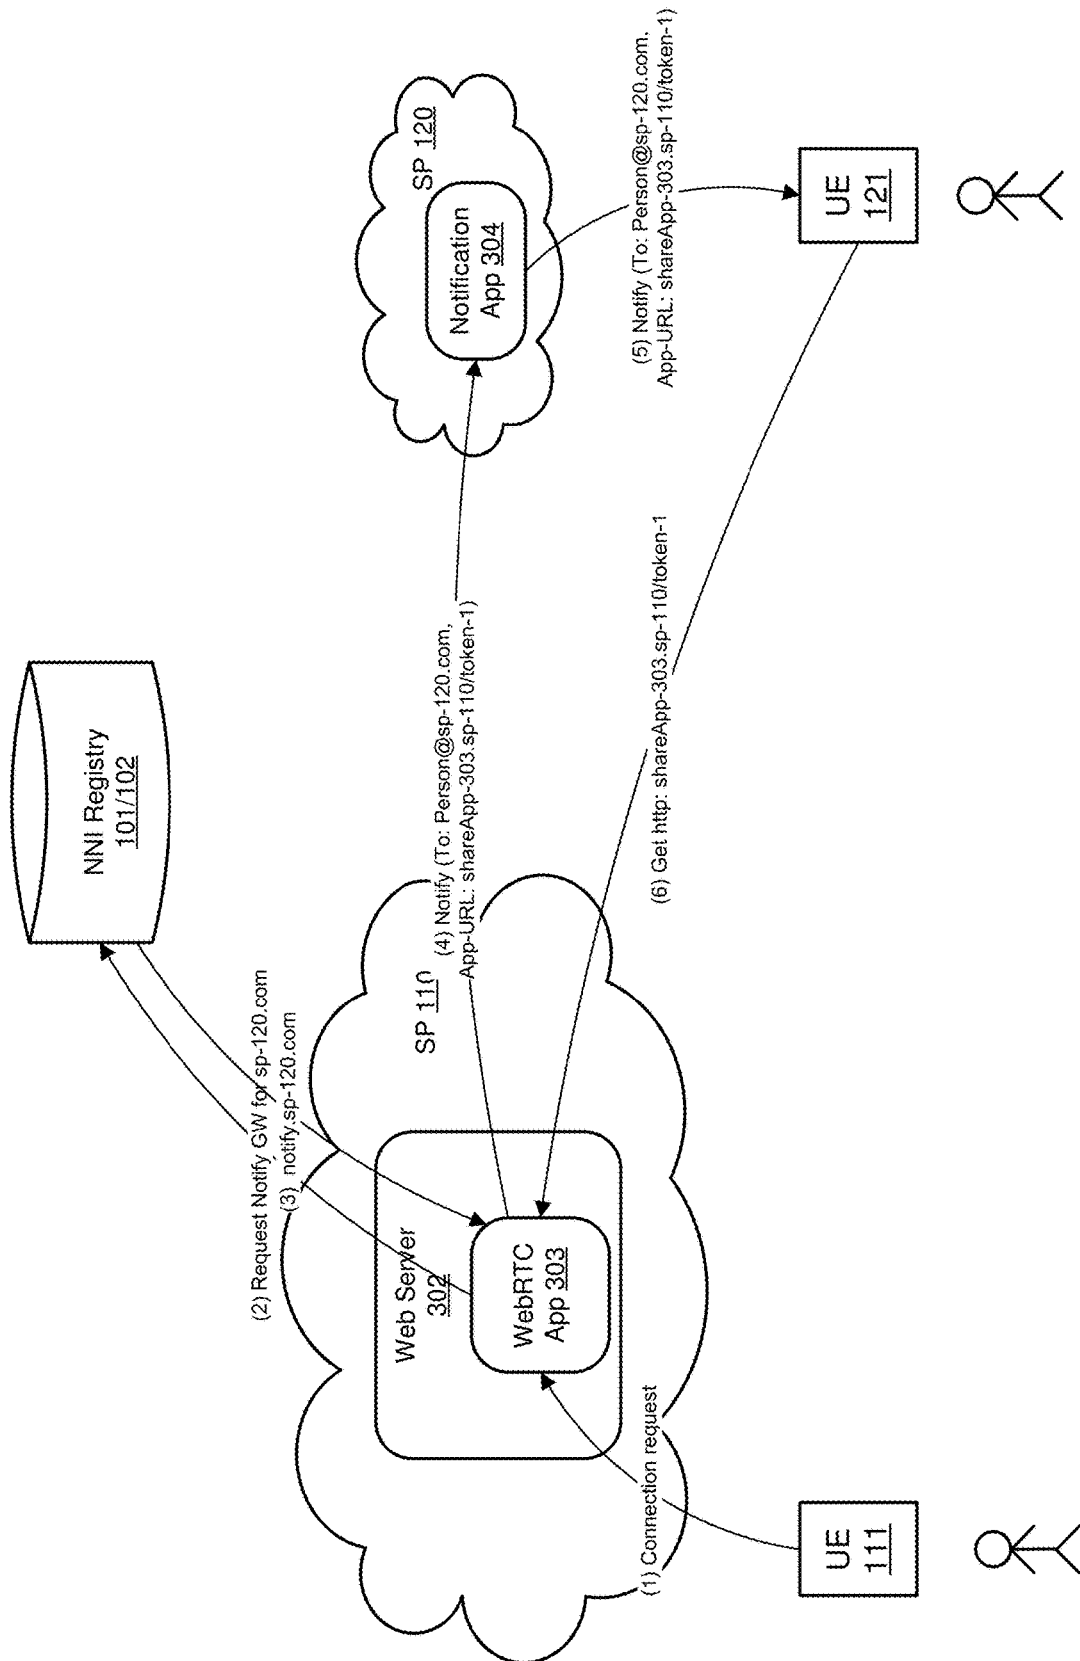 NNI Registry
101/102
(2) Request Notify GW for sp-120.com
(3) notify.sp-120.com
SP 110
Web Server
302
WebRTC
App 303
(4) Notify (To: Person@sp-120.com,
App-URL: shareApp-303.sp-110/token-1)
SP 120
Notification
App 304
(5) Notify (To: Person@sp-120.com,
App-URL: shareApp-303.sp-110/token-1)
(6) Get http: shareApp-303.sp-110/token-1
(1) Connection request
UE
111
UE
121